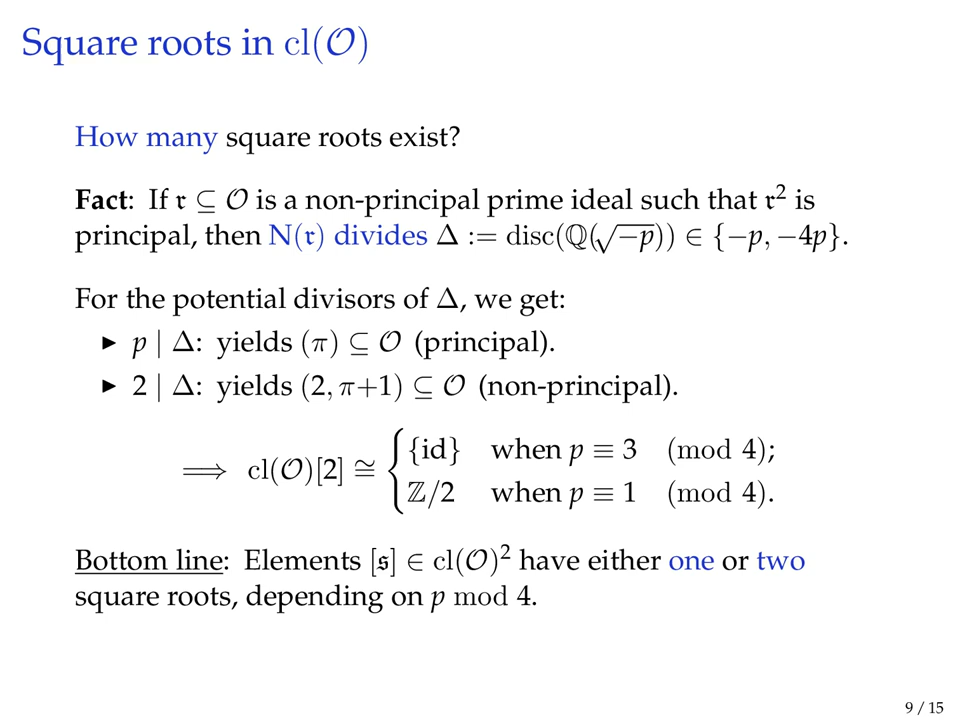 Square roots in cl(𝒪)
How many square roots exist?
Fact: If 𝔯 ⊆ 𝒪 is a non-principal prime ideal such that 𝔯² is
principal, then N(𝔯) divides Δ := disc(ℚ(√−p)) ∈ {−p, −4p}.
For the potential divisors of Δ, we get:
▶ p | Δ: yields (π) ⊆ 𝒪 (principal).
▶ 2 | Δ: yields (2, π+1) ⊆ 𝒪 (non-principal).
⟹ cl(𝒪)[2] ≅ { {id} when p ≡ 3 (mod 4);
ℤ/2 when p ≡ 1 (mod 4).
Bottom line: Elements [𝔰] ∈ cl(𝒪)² have either one or two
square roots, depending on p mod 4.
9 / 15